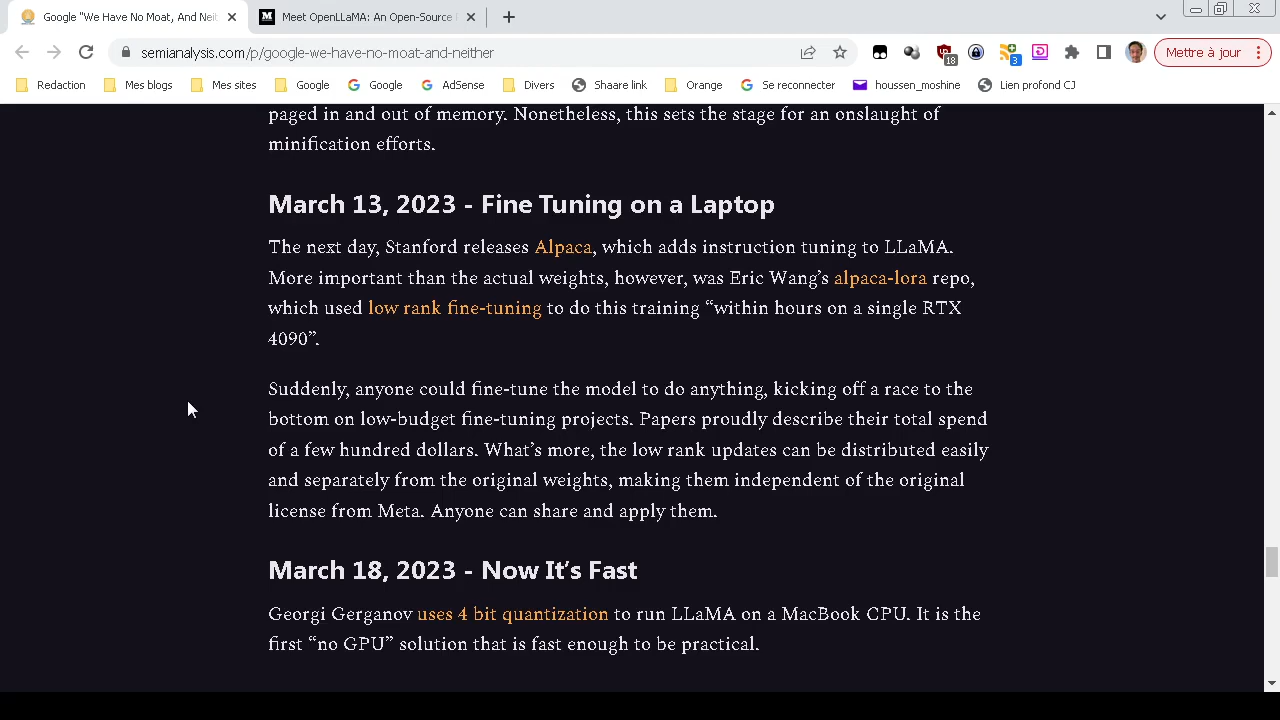 Google "We Have No Moat, And Neit
Meet OpenLLaMA: An Open-Source
semianalysis.com/p/google-we-have-no-moat-and-neither
18
3
Mettre à jour
Redaction
Mes blogs
Mes sites
Google
Google
AdSense
Divers
Shaare link
Orange
Se reconnecter
houssen_moshine
Lien profond CJ
paged in and out of memory. Nonetheless, this sets the stage for an onslaught of
minification efforts.
March 13, 2023 - Fine Tuning on a Laptop
The next day, Stanford releases Alpaca, which adds instruction tuning to LLaMA.
More important than the actual weights, however, was Eric Wang’s alpaca-lora repo,
which used low rank fine-tuning to do this training “within hours on a single RTX
4090”.
Suddenly, anyone could fine-tune the model to do anything, kicking off a race to the
bottom on low-budget fine-tuning projects. Papers proudly describe their total spend
of a few hundred dollars. What’s more, the low rank updates can be distributed easily
and separately from the original weights, making them independent of the original
license from Meta. Anyone can share and apply them.
March 18, 2023 - Now It’s Fast
Georgi Gerganov uses 4 bit quantization to run LLaMA on a MacBook CPU. It is the
first “no GPU” solution that is fast enough to be practical.